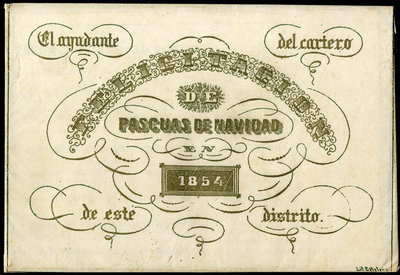 El ayudante del cartero
FELICITACION
DE
PASCUAS DE NAVIDAD
EN
1854
de este distrito.